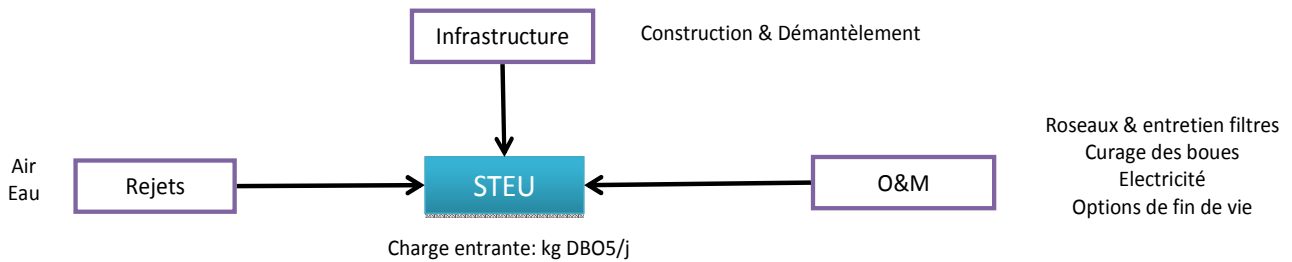 Infrastructure
Construction & Démantèlement
Air
Eau
Rejets
STEU
O&M
Roseaux & entretien filtres
Curage des boues
Electricité
Options de fin de vie
Charge entrante: kg DBO5/j